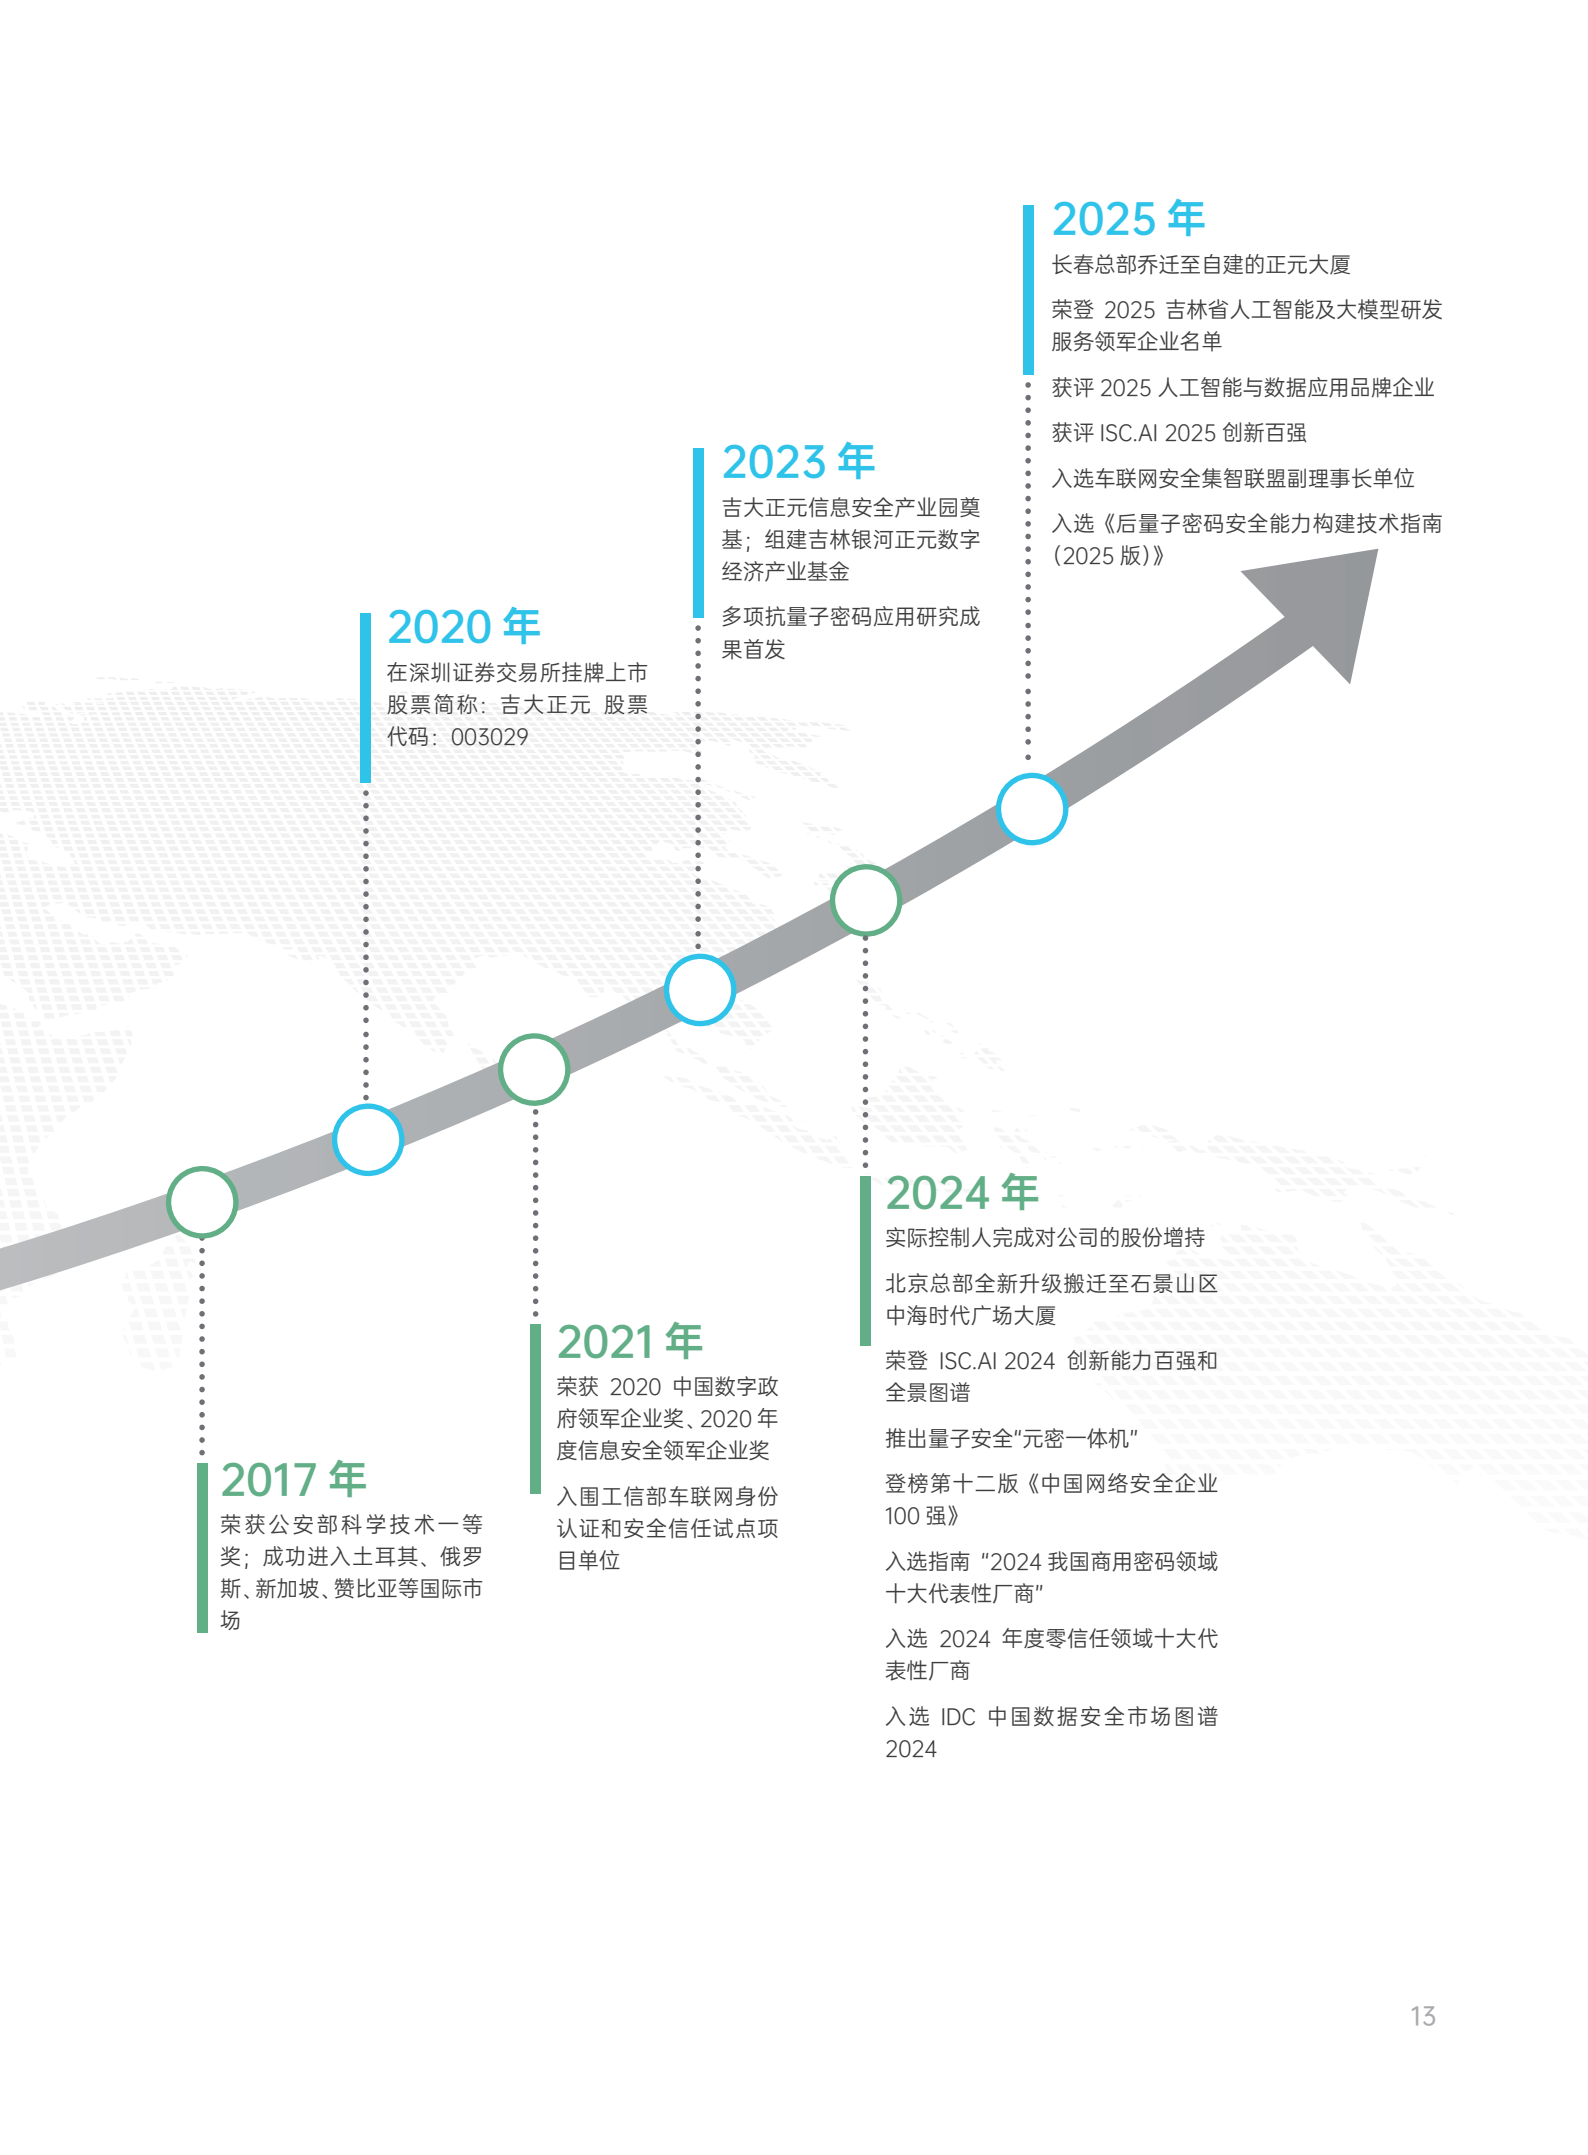 2025 年
长春总部乔迁至自建的正元大厦
荣登 2025 吉林省人工智能及大模型研发
服务领军企业名单
获评 2025 人工智能与数据应用品牌企业
获评 ISC.AI 2025 创新百强
入选车联网安全集智联盟副理事长单位
入选《后量子密码安全能力构建技术指南
（2025 版）》
2023 年
吉大正元信息安全产业园奠
基；组建吉林银河正元数字
经济产业基金
多项抗量子密码应用研究成
果首发
2020 年
在深圳证券交易所挂牌上市
股票简称：吉大正元 股票
代码：003029
2024 年
实际控制人完成对公司的股份增持
北京总部全新升级搬迁至石景山区
中海时代广场大厦
荣登 ISC.AI 2024 创新能力百强和
全景图谱
推出量子安全“元密一体机”
登榜第十二版《中国网络安全企业
100 强》
入选指南 “2024 我国商用密码领域
十大代表性厂商”
入选 2024 年度零信任领域十大代
表性厂商
入选 IDC 中国数据安全市场图谱
2024
2021 年
荣获 2020 中国数字政
府领军企业奖、2020 年
度信息安全领军企业奖
入围工信部车联网身份
认证和安全信任试点项
目单位
2017 年
荣获公安部科学技术一等
奖；成功进入土耳其、俄罗
斯、新加坡、赞比亚等国际市
场
13